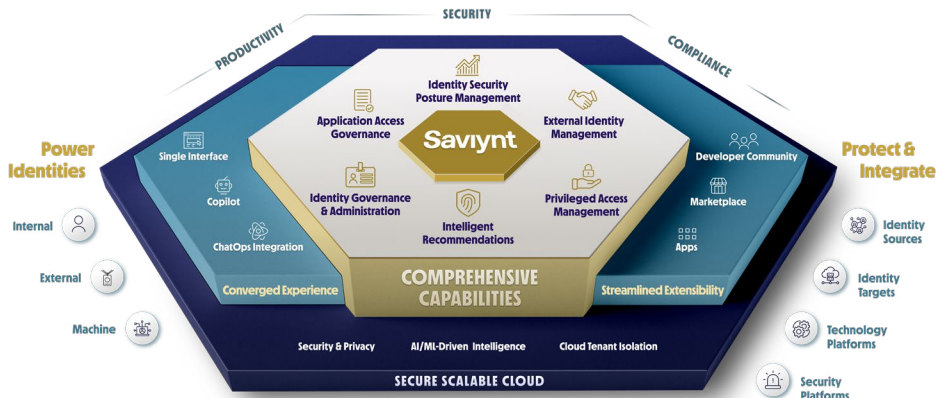 SECURITY
PRODUCTIVITY
COMPLIANCE
Power
Identities
Internal
External
Machine
Single Interface
Copilot
ChatOps Integration
Converged Experience
Identity Security
Posture Management
Application Access
Governance
External Identity
Management
Saviynt
Identity Governance
& Administration
Intelligent
Recommendations
Privileged Access
Management
COMPREHENSIVE
CAPABILITIES
Developer Community
Marketplace
Apps
Streamlined Extensibility
Protect &
Integrate
Identity
Sources
Identity
Targets
Technology
Platforms
Security
Platforms
Security & Privacy
AI/ML-Driven Intelligence
Cloud Tenant Isolation
SECURE SCALABLE CLOUD